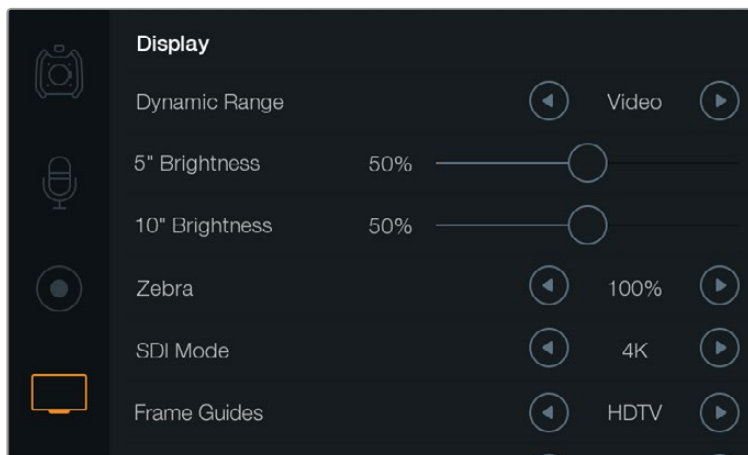 Display
Dynamic Range Video
5" Brightness 50%
10" Brightness 50%
Zebra 100%
SDI Mode 4K
Frame Guides HDTV